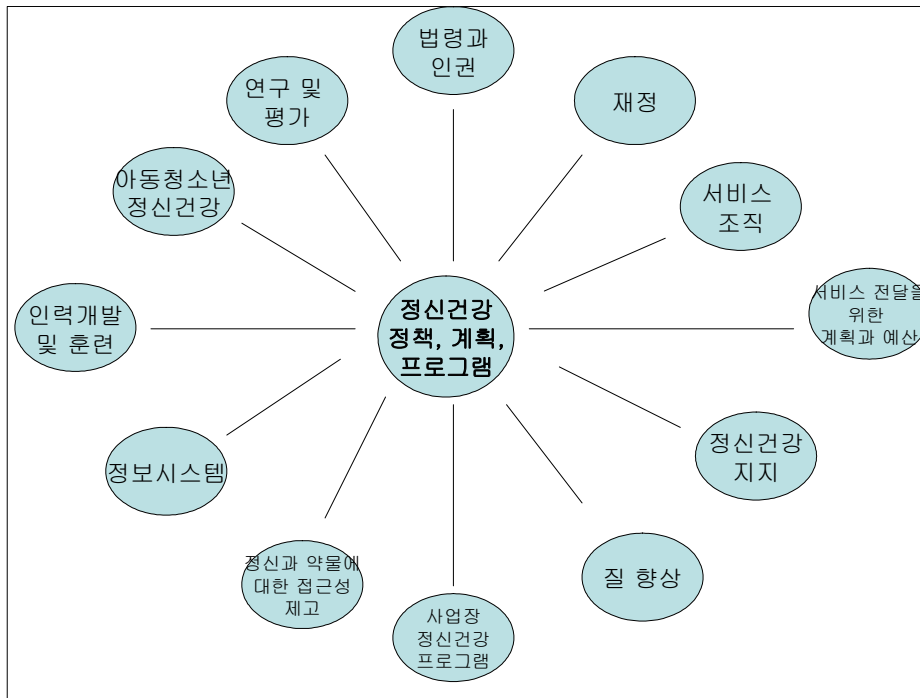 법령과
인권
재정
서비스
조직
서비스 전달을
위한
계획과 예산
정신건강
지지
질 향상
사업장
정신건강
프로그램
정신과 약물에
대한 접근성
제고
정보시스템
인력개발
및 훈련
아동청소년
정신건강
연구 및
평가
정신건강
정책, 계획,
프로그램